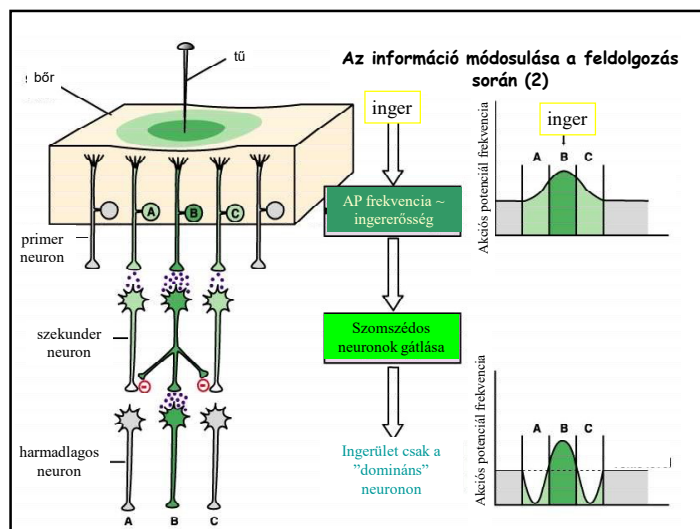 Az információ módosulása a feldolgozás
során (2)
tű
bőr
primer
neuron
A
B
C
szekunder
neuron
harmadlagos
neuron
A
B
C
inger
AP frekvencia ~
ingererősség
Szomszédos
neuronok gátlása
Ingerület csak a
”domináns”
neuronon
Akciós potenciál frekvencia
inger
A
B
C
Akciós potenciál frekvencia
A
B
C